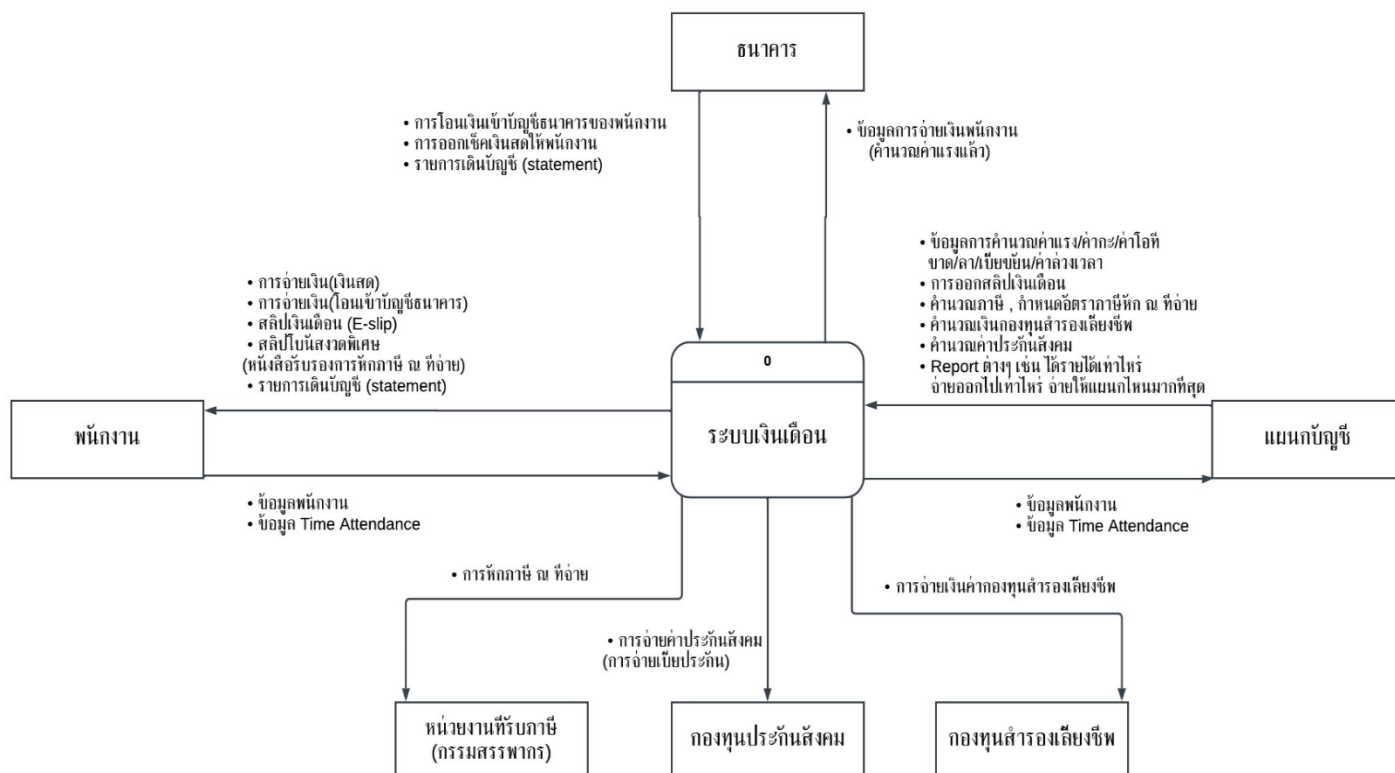 ธนาคาร
• การโอนเงินเข้าบัญชีธนาคารของพนักงาน
• การออกเช็คเงินสดให้พนักงาน
• รายการเดินบัญชี (statement)
• ข้อมูลการจ่ายเงินพนักงาน
(คำนวณค่าแรงแล้ว)
• การจ่ายเงิน(เงินสด)
• การจ่ายเงิน(โอนเข้าบัญชีธนาคาร)
• สลิปเงินเดือน (E-slip)
• สลิปโบนัสงวดพิเศษ
(หนังสือรับรองการหักภาษี ณ ที่จ่าย)
• รายการเดินบัญชี (statement)
• ข้อมูลการคำนวณค่าแรง/ค่ากะ/ค่าโอที
ขาด/ลา/เบี้ยขยัน/ค่าล่วงเวลา
• การออกสลิปเงินเดือน
• คำนวณภาษี , กำหนดอัตราภาษีหัก ณ ที่จ่าย
• คำนวณเงินกองทุนสำรองเลี้ยงชีพ
• คำนวณค่าประกันสังคม
• Report ต่างๆ เช่น ได้รายได้เท่าไหร่
จ่ายออกไปเท่าไหร่ จ่ายให้แผนกไหนมากที่สุด
0
พนักงาน
ระบบเงินเดือน
แผนกบัญชี
• ข้อมูลพนักงาน
• ข้อมูล Time Attendance
• ข้อมูลพนักงาน
• ข้อมูล Time Attendance
• การหักภาษี ณ ที่จ่าย
• การจ่ายเงินค่ากองทุนสำรองเลี้ยงชีพ
• การจ่ายค่าประกันสังคม
(การจ่ายเบี้ยประกัน)
หน่วยงานที่รับภาษี
(กรรมสรรพากร)
กองทุนประกันสังคม
กองทุนสำรองเลี้ยงชีพ